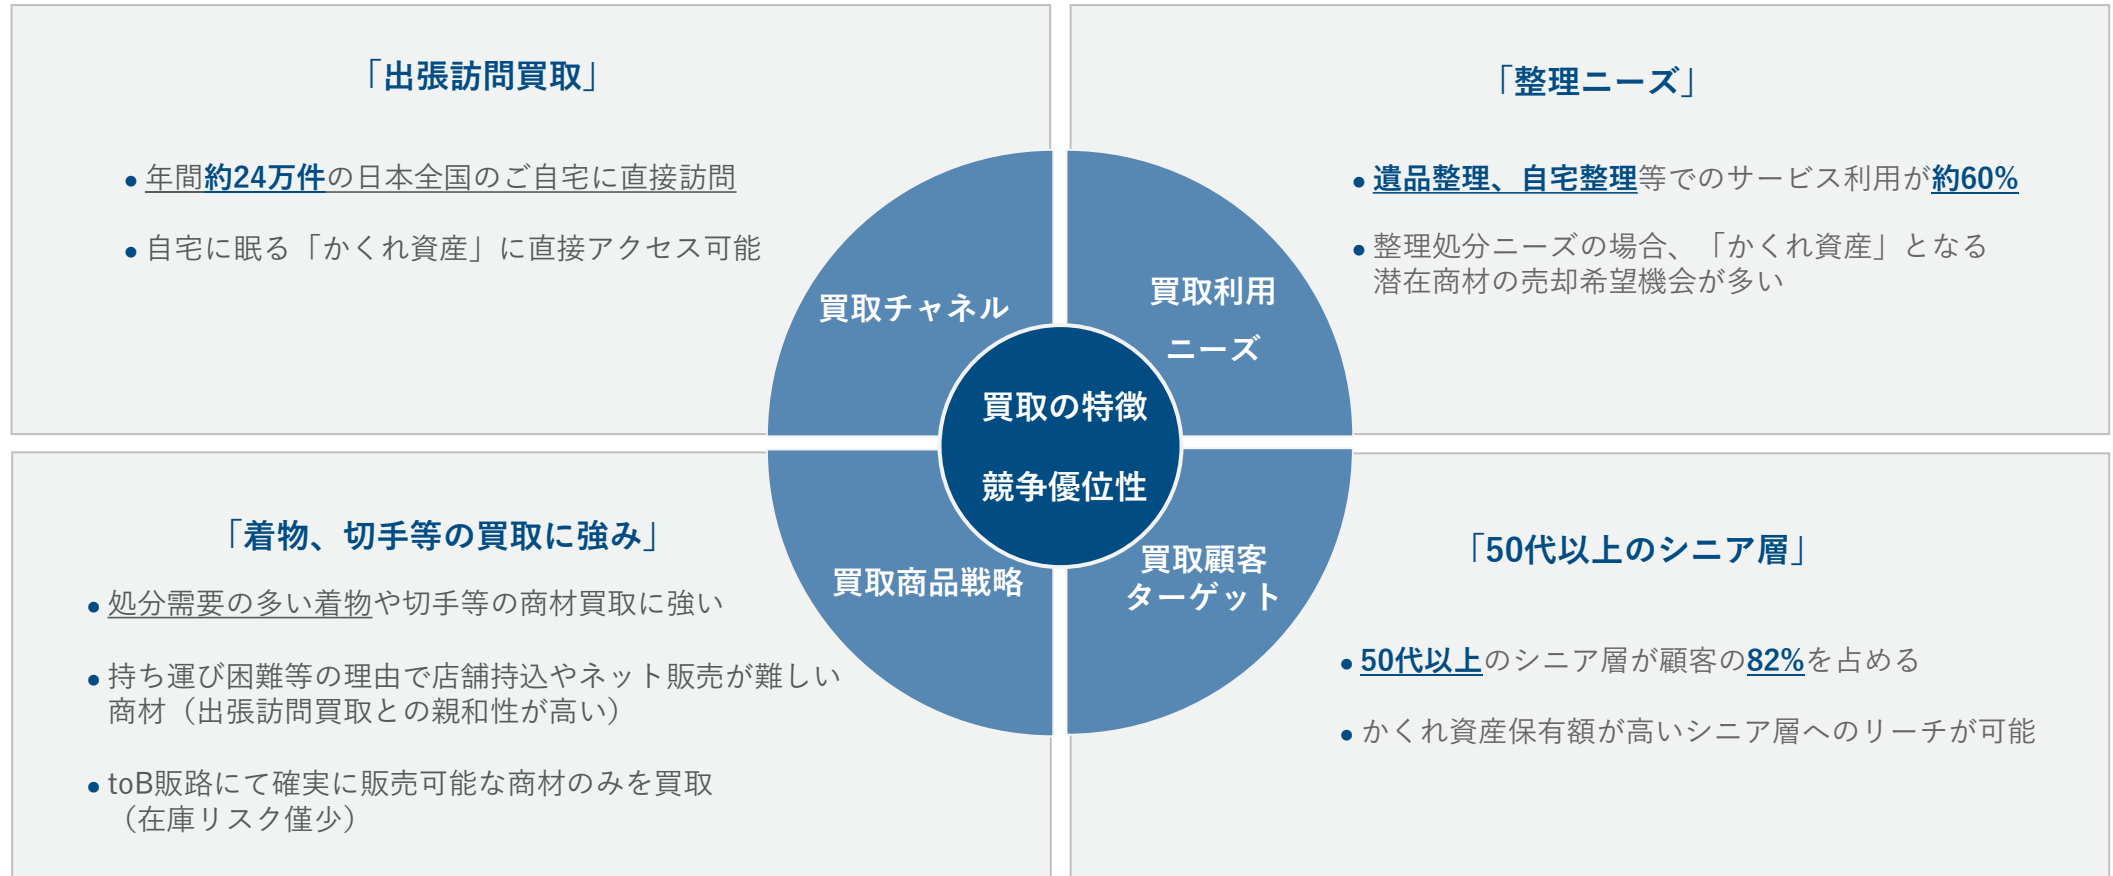 「出張訪問買取」
● 年間約24万件の日本全国のご自宅に直接訪問
● 自宅に眠る「かくれ資産」に直接アクセス可能
買取チャネル
「整理ニーズ」
● 遺品整理、自宅整理等でのサービス利用が約60%
● 整理処分ニーズの場合、「かくれ資産」となる
潜在商材の売却希望機会が多い
買取利用
ニーズ
買取の特徴
競争優位性
「着物、切手等の買取に強み」
● 処分需要の多い着物や切手等の商材買取に強い
● 持ち運び困難等の理由で店舗持込やネット販売が難しい
商材（出張訪問買取との親和性が高い）
● toB販路にて確実に販売可能な商材のみを買取
（在庫リスク僅少）
買取商品戦略
買取顧客
ターゲット
「50代以上のシニア層」
● 50代以上のシニア層が顧客の82%を占める
● かくれ資産保有額が高いシニア層へのリーチが可能